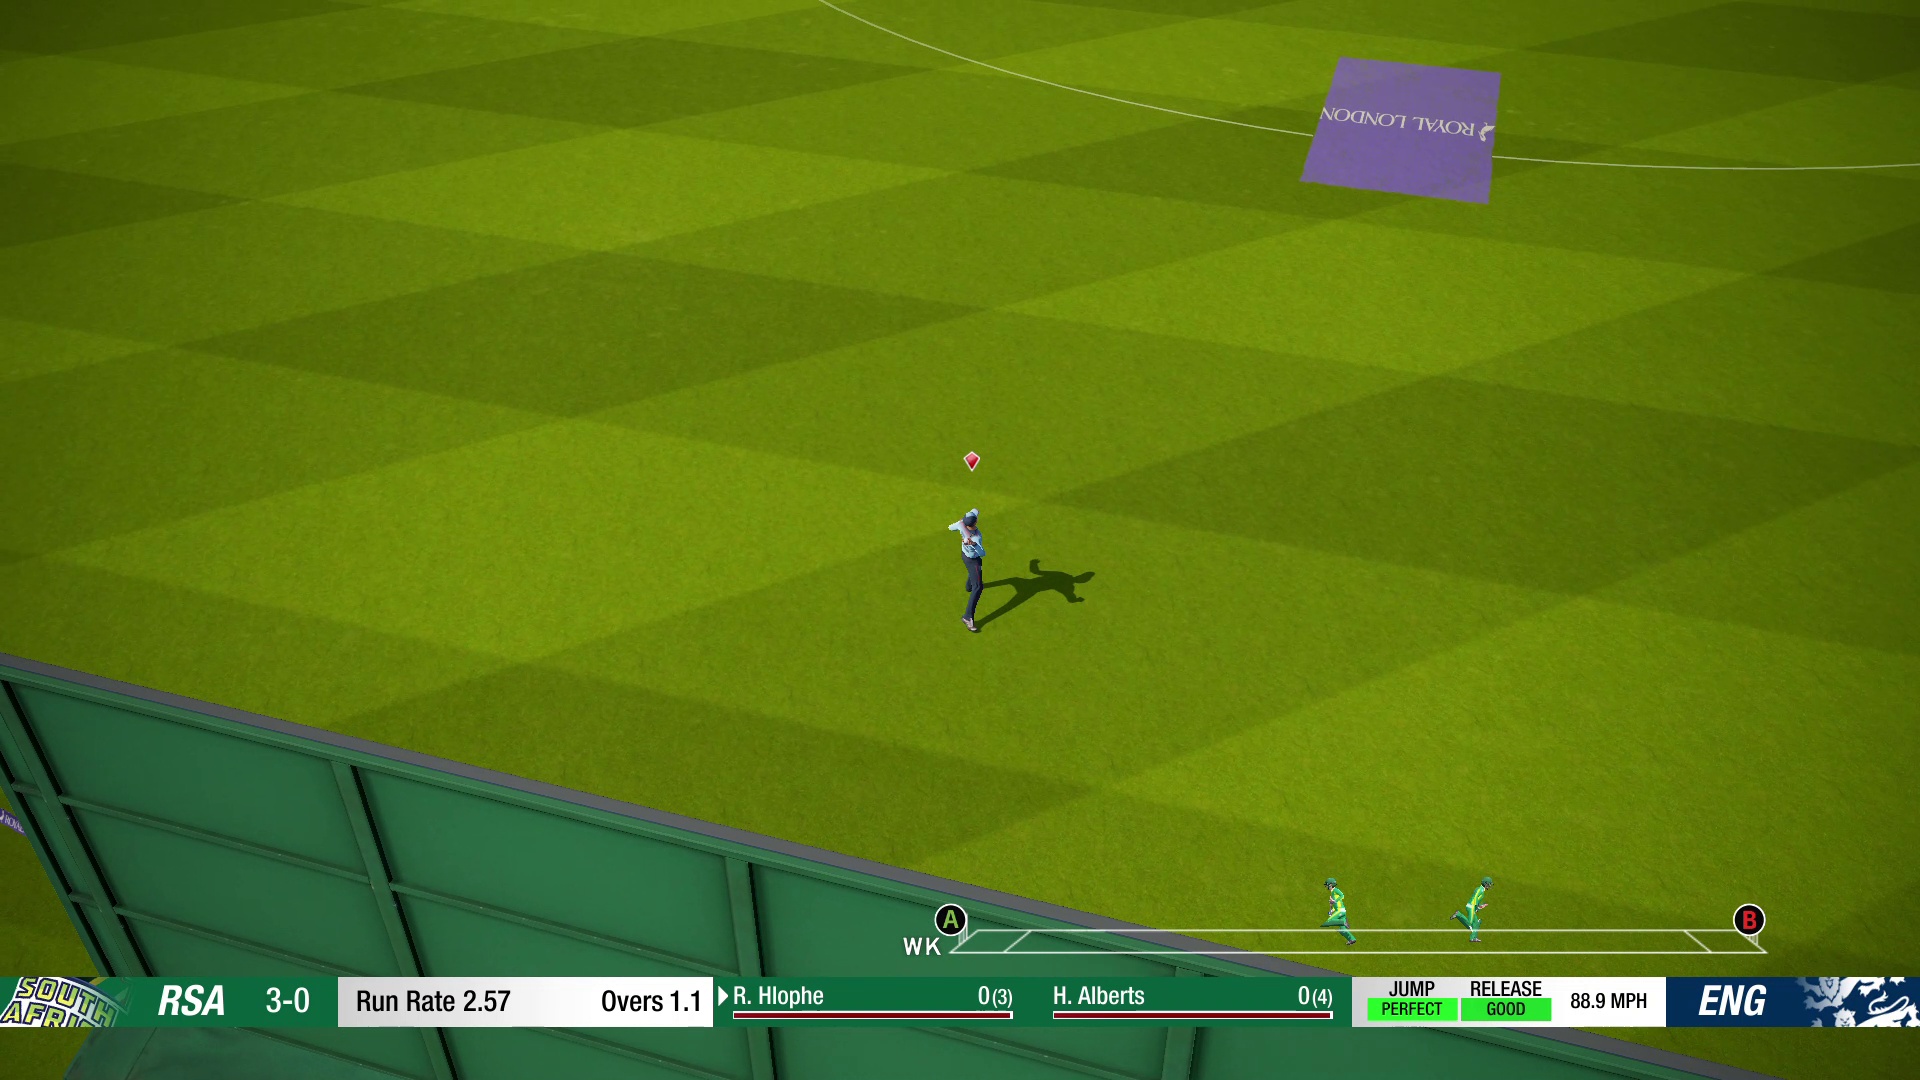 ROYAL LONDON
A
B
WK
SOUTH
AFRI
RSA 3-0 Run Rate 2.57 Overs 1.1 R. Hlophe 0(3) H. Alberts 0(4) JUMP PERFECT RELEASE GOOD 88.9 MPH ENG